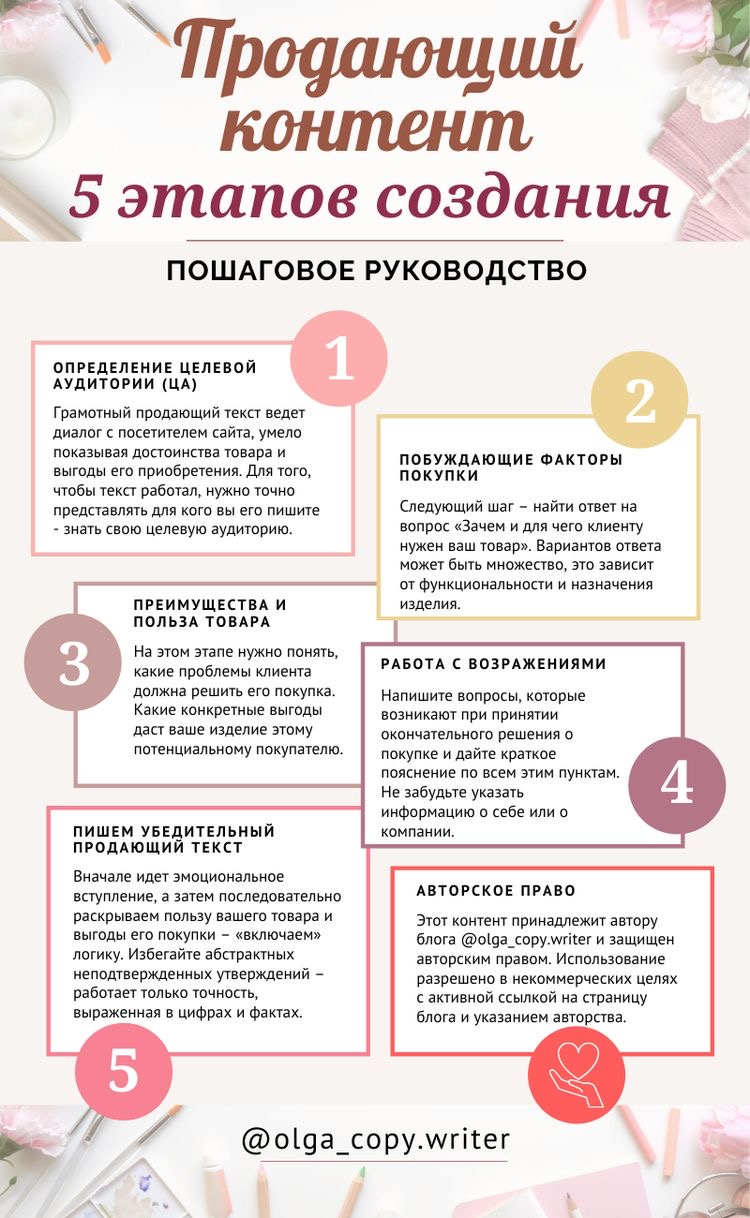 Продающий
контент
5 этапов создания
ПОШАГОВОЕ РУКОВОДСТВО
1
ОПРЕДЕЛЕНИЕ ЦЕЛЕВОЙ
АУДИТОРИИ (ЦА)
Грамотный продающий текст ведет
диалог с посетителем сайта, умело
показывая достоинства товара и
выгоды его приобретения. Для того,
чтобы текст работал, нужно точно
представлять для кого вы его пишите
- знать свою целевую аудиторию.
2
ПОБУЖДАЮЩИЕ ФАКТОРЫ
ПОКУПКИ
Следующий шаг – найти ответ на
вопрос «Зачем и для чего клиенту
нужен ваш товар». Вариантов ответа
может быть множество, это зависит
от функциональности и назначения
изделия.
3
ПРЕИМУЩЕСТВА И
ПОЛЬЗА ТОВАРА
На этом этапе нужно понять,
какие проблемы клиента
должна решить его покупка.
Какие конкретные выгоды
даст ваше изделие этому
потенциальному покупателю.
РАБОТА С ВОЗРАЖЕНИЯМИ
Напишите вопросы, которые
возникают при принятии
окончательного решения о
покупке и дайте краткое
пояснение по всем этим пунктам.
Не забудьте указать
информацию о себе или о
компании.
4
ПИШЕМ УБЕДИТЕЛЬНЫЙ
ПРОДАЮЩИЙ ТЕКСТ
Вначале идет эмоциональное
вступление, а затем последовательно
раскрываем пользу вашего товара и
выгоды его покупки – «включаем»
логику. Избегайте абстрактных
неподтвержденных утверждений –
работает только точность,
выраженная в цифрах и фактах.
5
АВТОРСКОЕ ПРАВО
Этот контент принадлежит автору
блога @olga_copy.writer и защищен
авторским правом. Использование
разрешено в некоммерческих целях
с активной ссылкой на страницу
блога и указанием авторства.
@olga_copy.writer